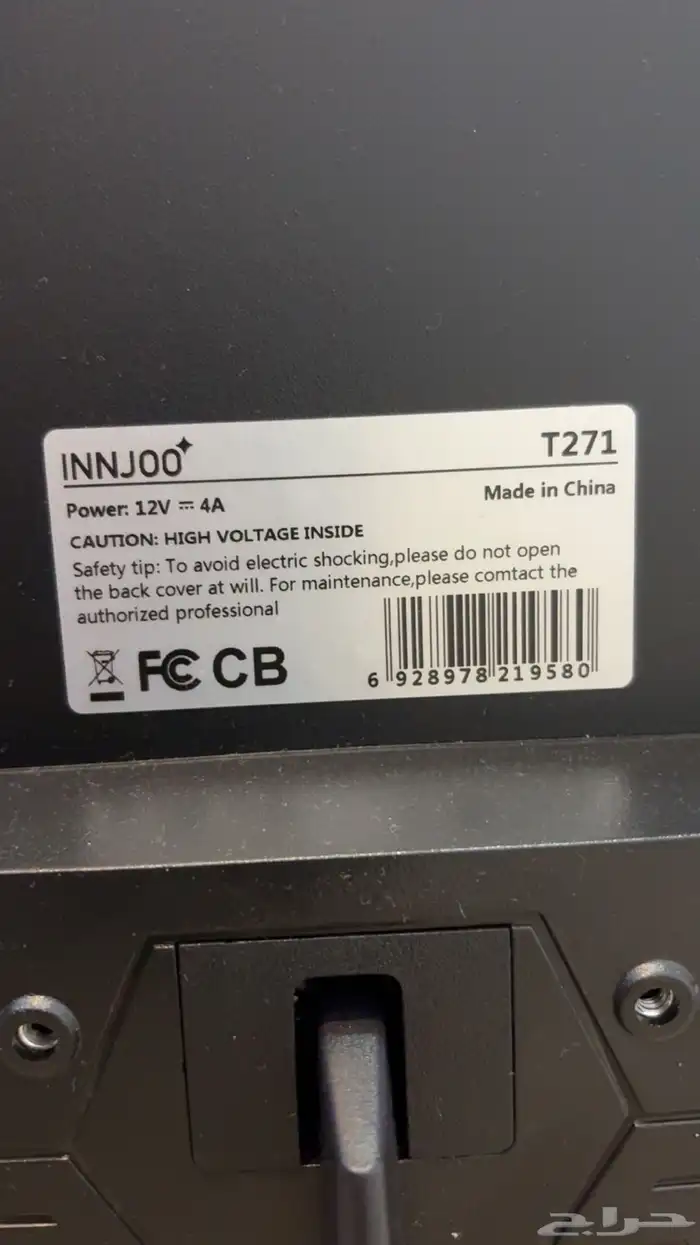 INNJOO
T271
Power: 12V ⎓ 4A
Made in China
CAUTION: HIGH VOLTAGE INSIDE
Safety tip: To avoid electric shocking,please do not open
the back cover at will. For maintenance,please comtact the
authorized professional
FC CB
6 928978 219580
حراج